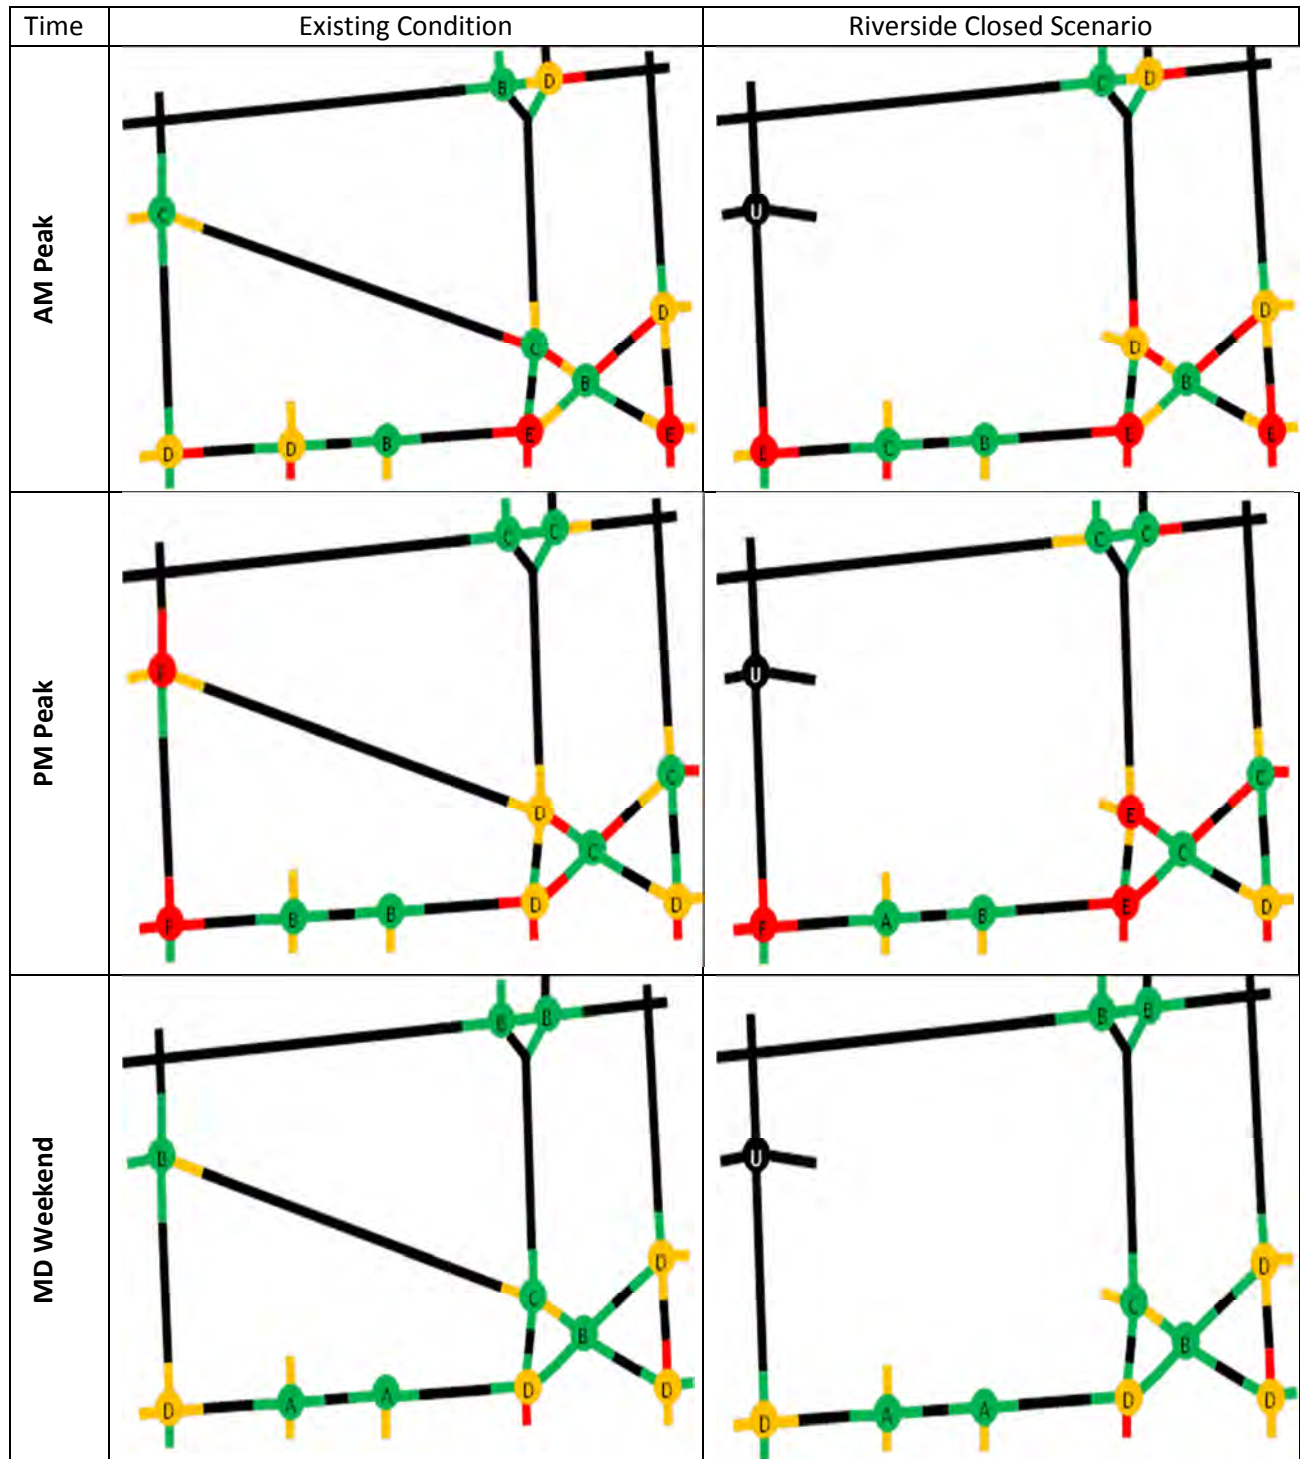 Time Existing Condition Riverside Closed Scenario
AM Peak
B D
C
D
C
B
D D B E E
C D
U
D
D
B
E C B E E
PM Peak
C C
F
C
D
C
F B B D D
C C
U
C
E
C
F A B E D
MD Weekend
B B
B
D
C
B
D A A D D
B B
U
D
C
B
D A A D D